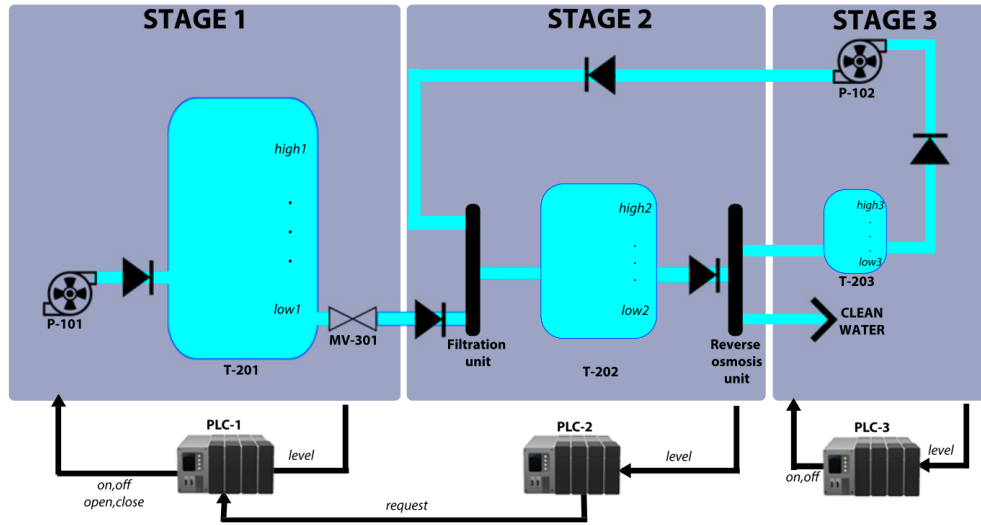 STAGE 1
STAGE 2
STAGE 3
P-101
high1
low1
T-201
MV-301
Filtration
unit
high2
low2
T-202
Reverse
osmosis
unit
P-102
high3
low3
T-203
CLEAN
WATER
PLC-1
level
on,off
open,close
request
PLC-2
level
PLC-3
level
on,off